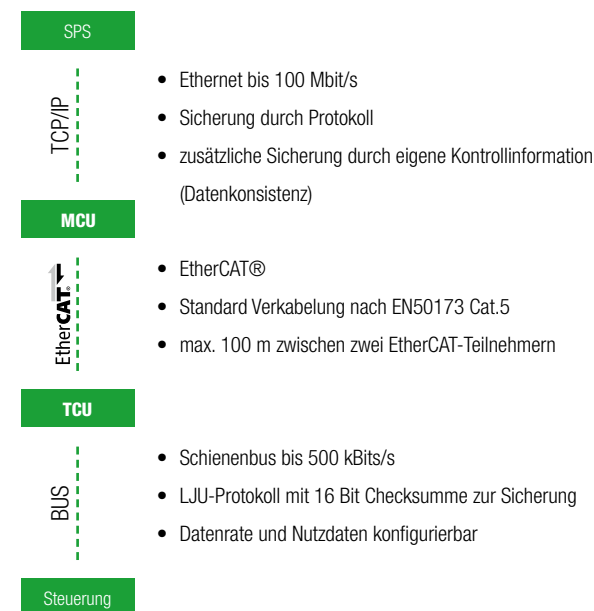 SPS
TCP/IP
• Ethernet bis 100 Mbit/s
• Sicherung durch Protokoll
• zusätzliche Sicherung durch eigene Kontrollinformation
(Datenkonsistenz)
MCU
EtherCAT®
• EtherCAT®
• Standard Verkabelung nach EN50173 Cat.5
• max. 100 m zwischen zwei EtherCAT-Teilnehmern
TCU
BUS
• Schienenbus bis 500 kBits/s
• LJU-Protokoll mit 16 Bit Checksumme zur Sicherung
• Datenrate und Nutzdaten konfigurierbar
Steuerung